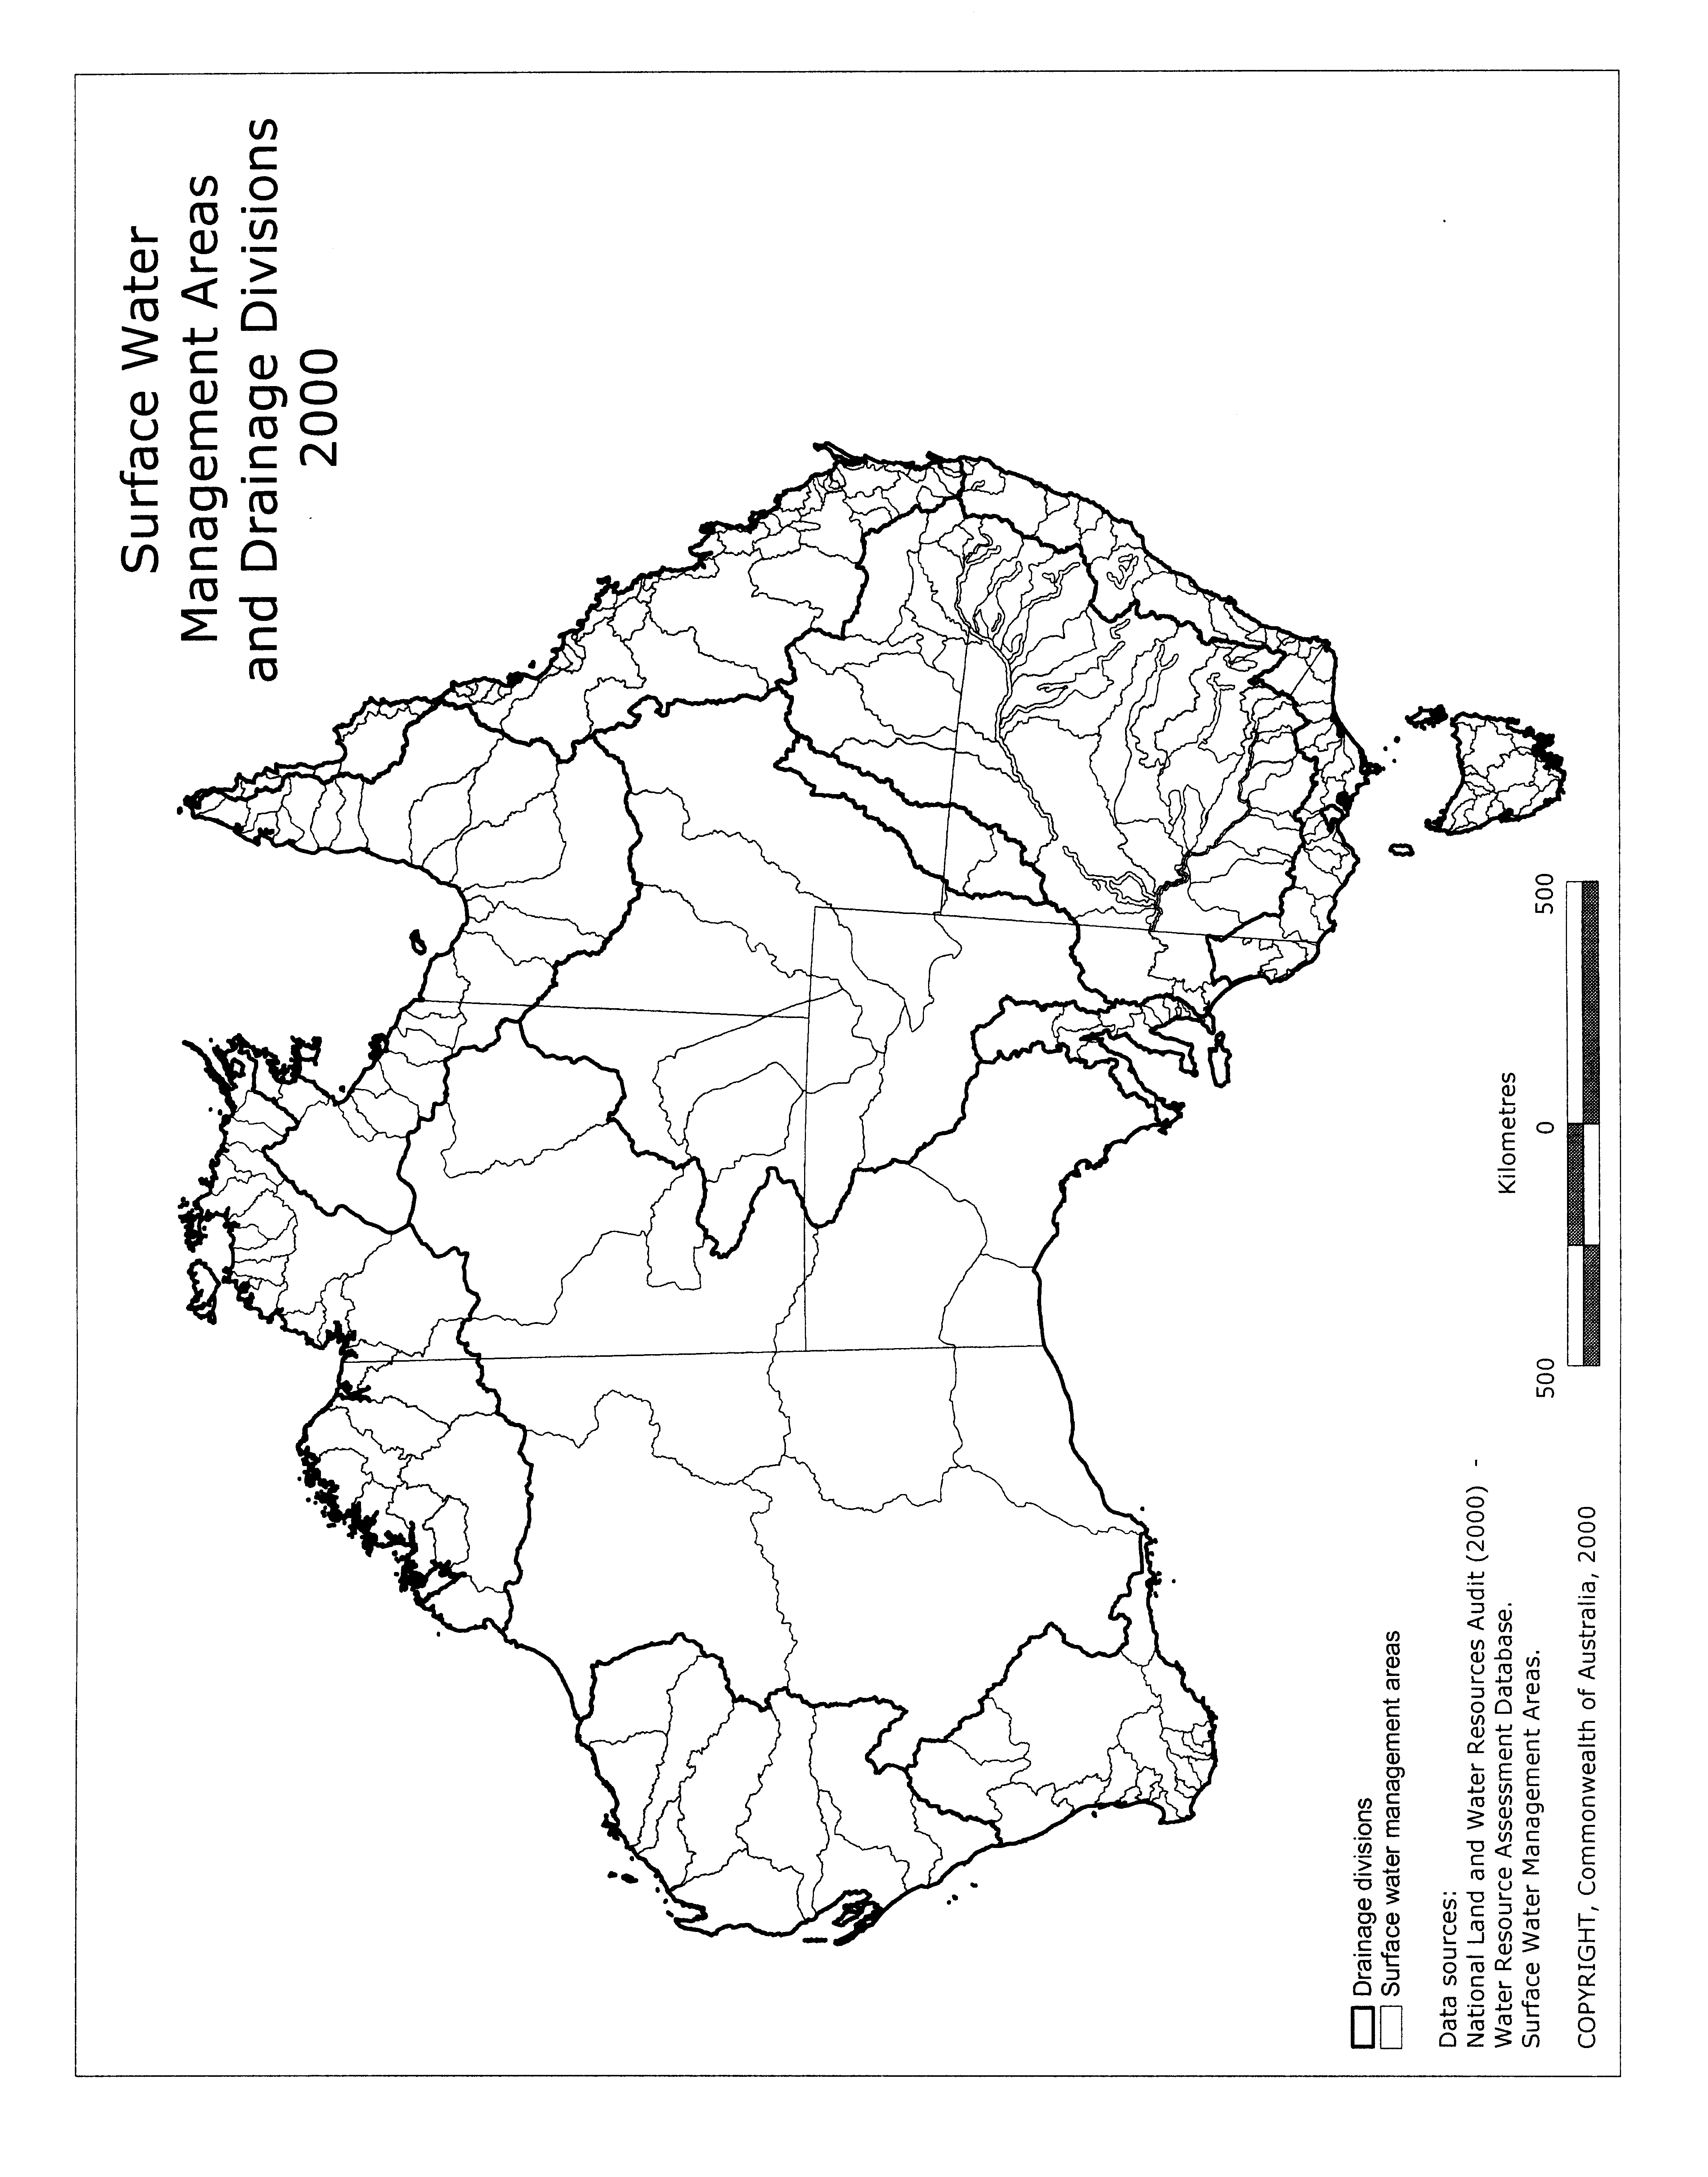 Surface Water
Management Areas
and Drainage Divisions
2000
Drainage divisions
Surface water management areas
Data sources:
National Land and Water Resources Audit (2000) -
Water Resource Assessment Database.
Surface Water Management Areas.
COPYRIGHT, Commonwealth of Australia, 2000
Kilometres
500 0 500